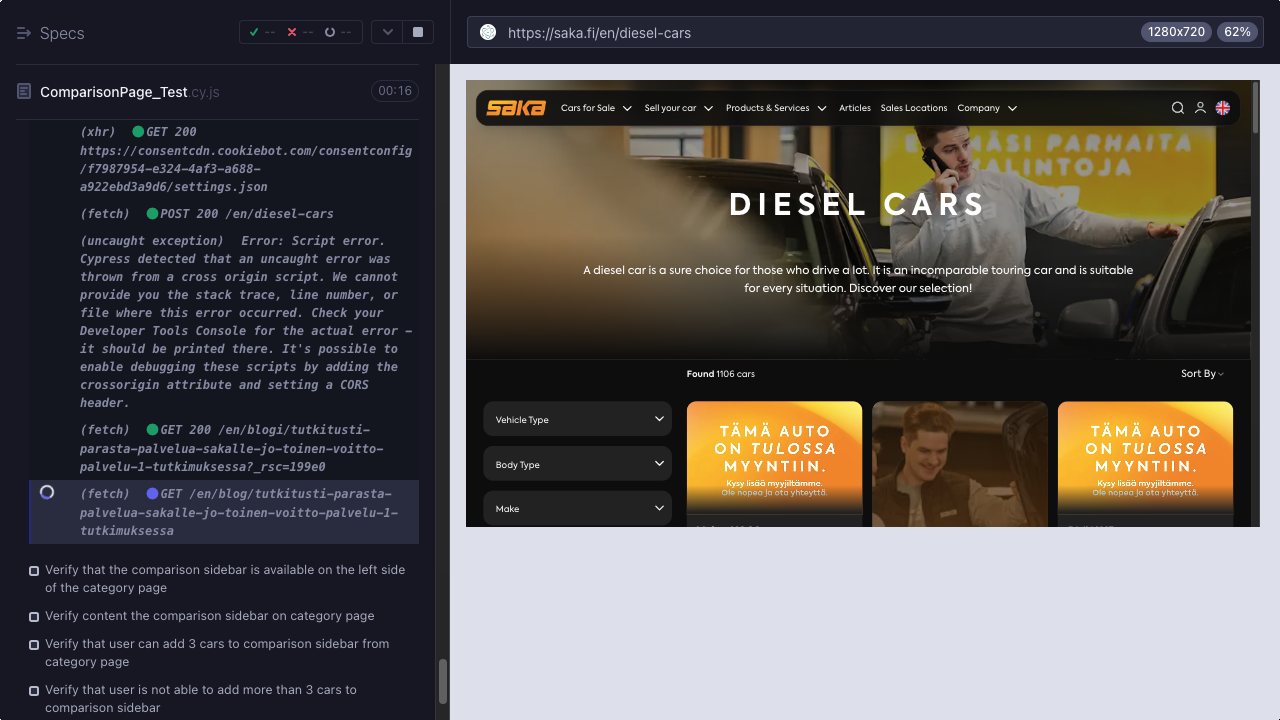 Specs
--
--
--
https://saka.fi/en/diesel-cars
1280x720
62%
ComparisonPage_Test.cy.js
00:16
(xhr) GET 200
https://consentcdn.cookiebot.com/consentconfig
/f7987954-e324-4af3-a688-
a922ebd3a9d6/settings.json
(fetch) POST 200 /en/diesel-cars
(uncaught exception) Error: Script error.
Cypress detected that an uncaught error was
thrown from a cross origin script. We cannot
provide you the stack trace, line number, or
file where this error occurred. Check your
Developer Tools Console for the actual error –
it should be printed there. It's possible to
enable debugging these scripts by adding the
crossorigin attribute and setting a CORS
header.
(fetch) GET 200 /en/blogi/tutkitusti-
parasta-palvelua-sakalle-jo-toinen-voitto-
palvelu-1-tutkimuksessa?_rsc=199e0
(fetch) GET /en/blog/tutkitusti-parasta-
palvelua-sakalle-jo-toinen-voitto-palvelu-1-
tutkimuksessa
Verify that the comparison sidebar is available on the left side
of the category page
Verify content the comparison sidebar on category page
Verify that user can add 3 cars to comparison sidebar from
category page
Verify that user is not able to add more than 3 cars to
comparison sidebar
saka
Cars for Sale
Sell your car
Products & Services
Articles
Sales Locations
Company
PARHAITA
DIESEL CARS
A diesel car is a sure choice for those who drive a lot. It is an incomparable touring car and is suitable
for every situation. Discover our selection!
Found 1106 cars
Sort By
Vehicle Type
Body Type
Make
TÄMÄ AUTO
ON TULOSSA
MYYNTIIN.
Kysy lisää myyjiltämme.
Ole nopea ja ota yhteyttä.
TÄMÄ AUTO
ON TULOSSA
MYYNTIIN.
Kysy lisää myyjiltämme.
Ole nopea ja ota yhteyttä.